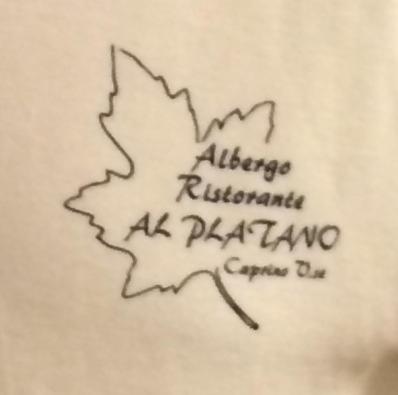 Albergo
Ristorante
AL PLATANO
Caprino V.se